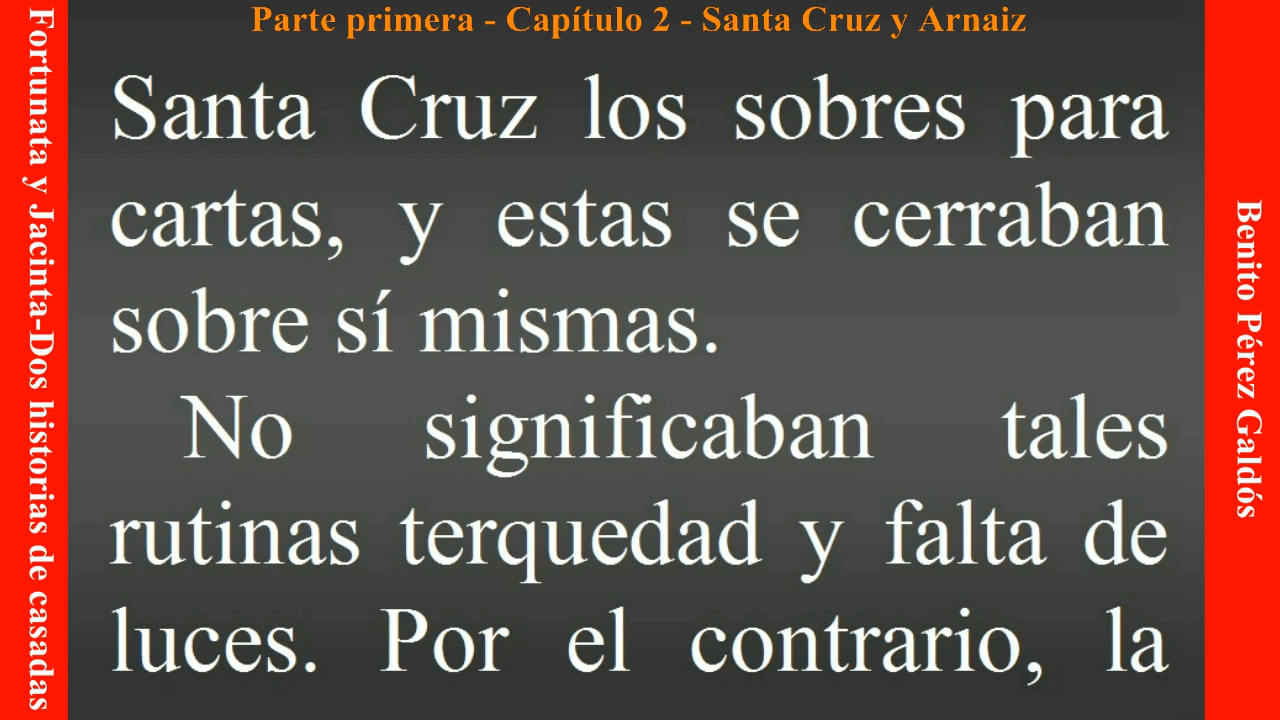 Parte primera - Capítulo 2 - Santa Cruz y Arnaiz
Fortunata y Jacinta-Dos historias de casadas
Santa Cruz los sobres para
cartas, y estas se cerraban
sobre sí mismas.
No significaban tales
rutinas terquedad y falta de
luces. Por el contrario, la
Benito Pérez Galdós